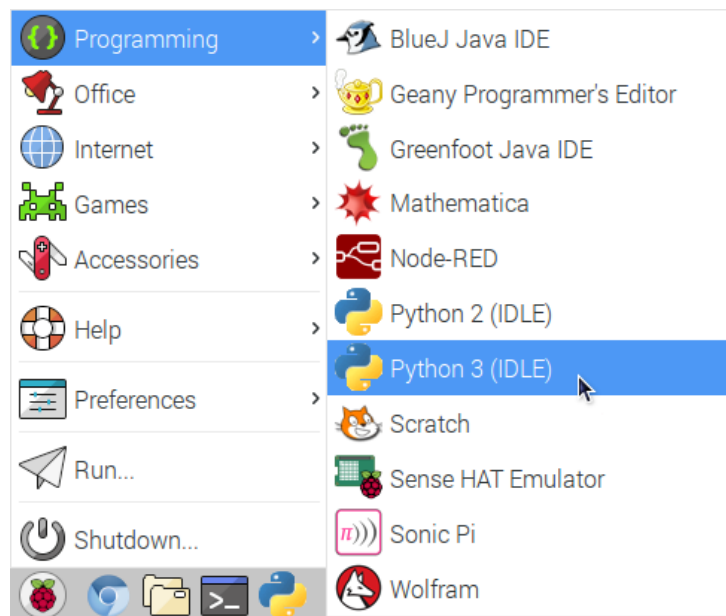 Programming
Office
Internet
Games
Accessories
Help
Preferences
Run...
Shutdown...
BlueJ Java IDE
Geany Programmer's Editor
Greenfoot Java IDE
Mathematica
Node-RED
Python 2 (IDLE)
Python 3 (IDLE)
Scratch
Sense HAT Emulator
π)))
Sonic Pi
Wolfram